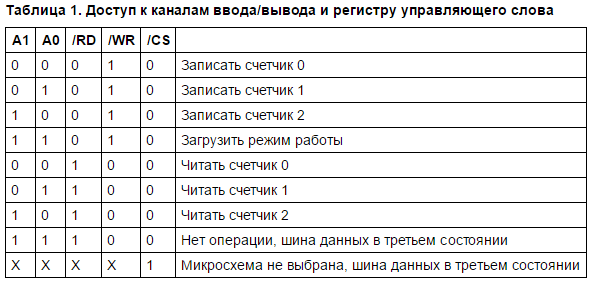 Таблица 1. Доступ к каналам ввода/вывода и регистру управляющего слова
A1 A0 /RD /WR /CS
0 0 0 1 0 Записать счетчик 0
0 1 0 1 0 Записать счетчик 1
1 0 0 1 0 Записать счетчик 2
1 1 0 1 0 Загрузить режим работы
0 0 1 0 0 Читать счетчик 0
0 1 1 0 0 Читать счетчик 1
1 0 1 0 0 Читать счетчик 2
1 1 1 0 0 Нет операции, шина данных в третьем состоянии
X X X X 1 Микросхема не выбрана, шина данных в третьем состоянии